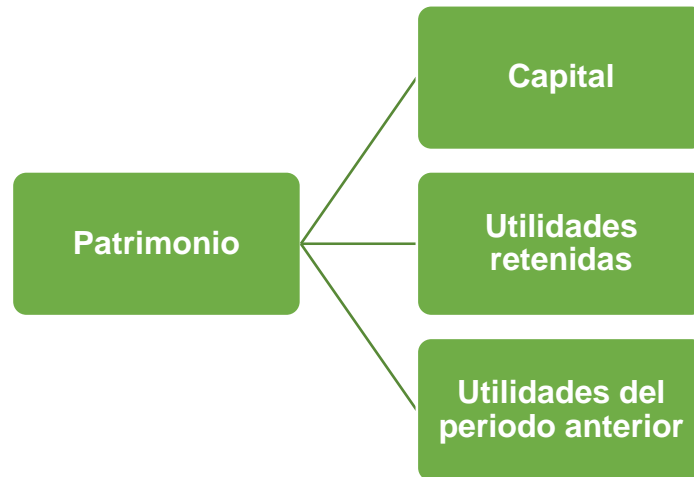 Patrimonio
Capital
Utilidades
retenidas
Utilidades del
periodo anterior